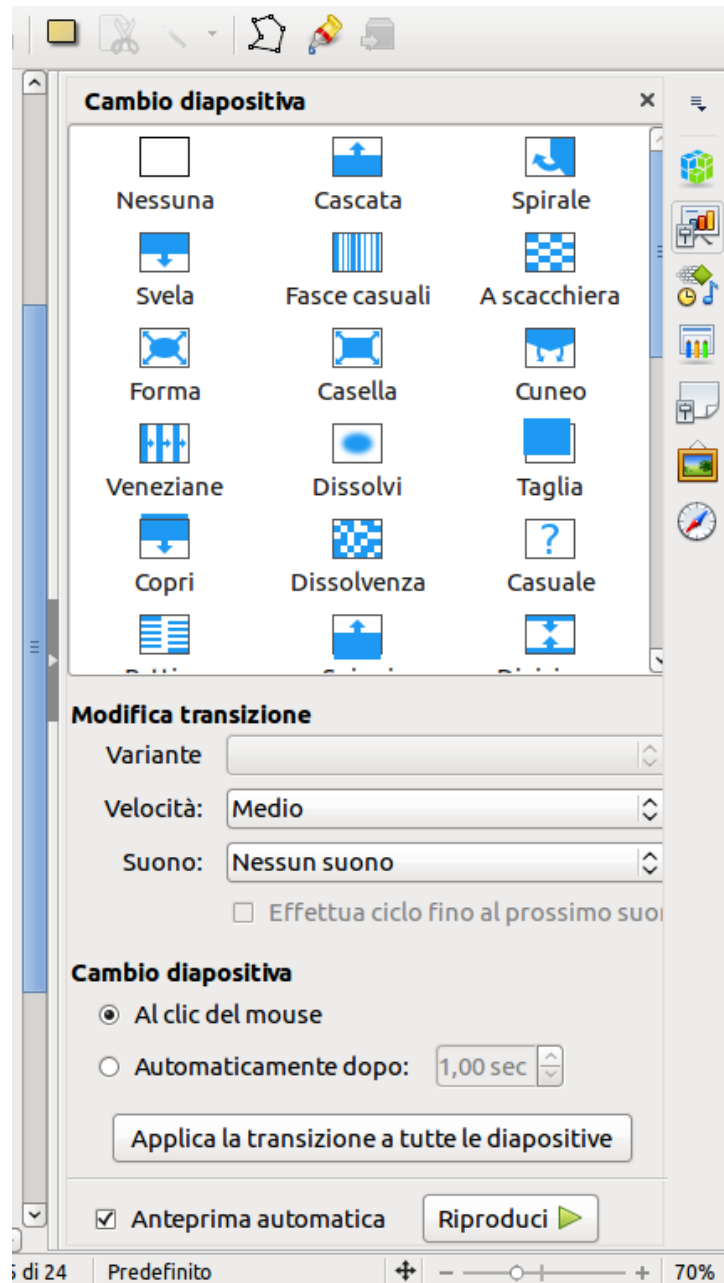 Cambio diapositiva
Nessuna Cascata Spirale
Svela Fasce casuali A scacchiera
Forma Casella Cuneo
Veneziane Dissolvi Taglia
Copri Dissolvenza Casuale
Modifica transizione
Variante
Velocità: Medio
Suono: Nessun suono
Effettua ciclo fino al prossimo suo
Cambio diapositiva
Al clic del mouse
Automaticamente dopo: 1,00 sec
Applica la transizione a tutte le diapositive
Anteprima automatica Riproduci
di 24 Predefinito 70%